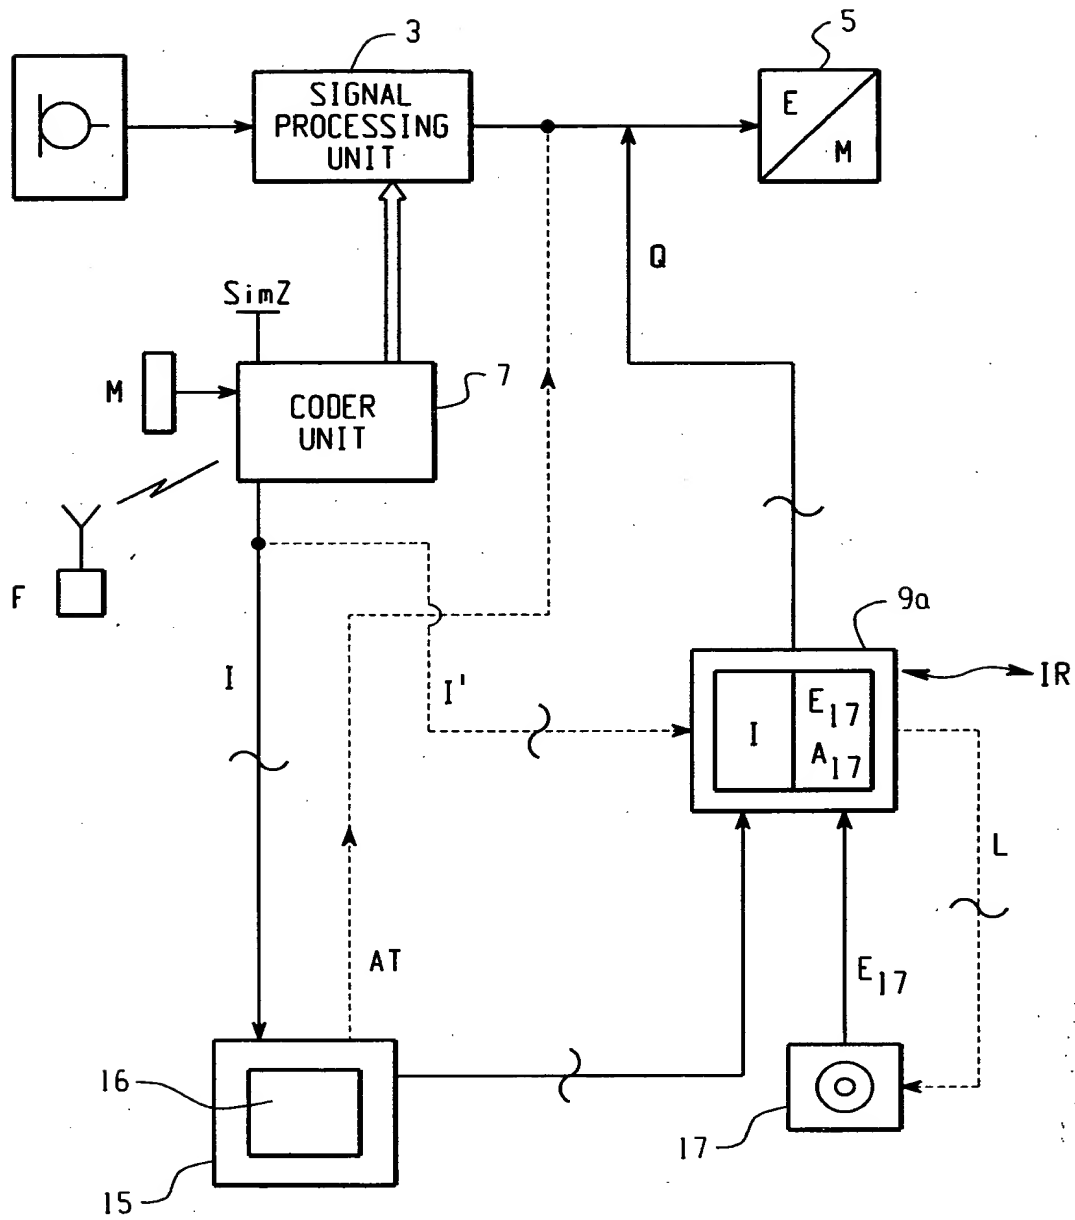 3
5
SIGNAL
PROCESSING
UNIT
E
M
Q
SimZ
M
7
CODER
UNIT
F
9a
I
I'
I
E17
A17
IR
L
AT
E17
16
17
15